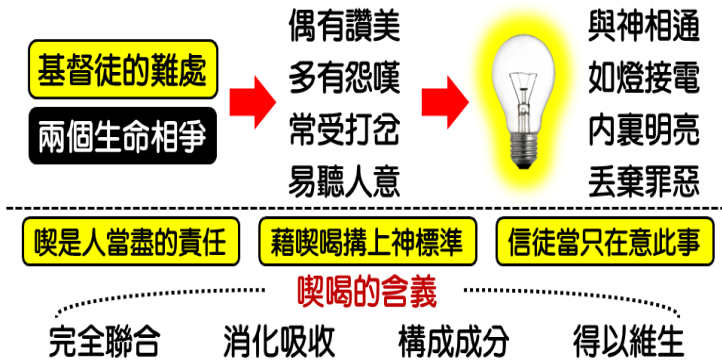 基督徒的難處
兩個生命相爭
偶有讚美
多有怨嘆
常受打岔
易聽人意
與神相通
如燈接電
内裏明亮
丟棄罪惡
喫是人當盡的責任
藉喫喝搆上神標準
信徒當只在意此事
喫喝的含義
完全聯合
消化吸收
構成成分
得以維生